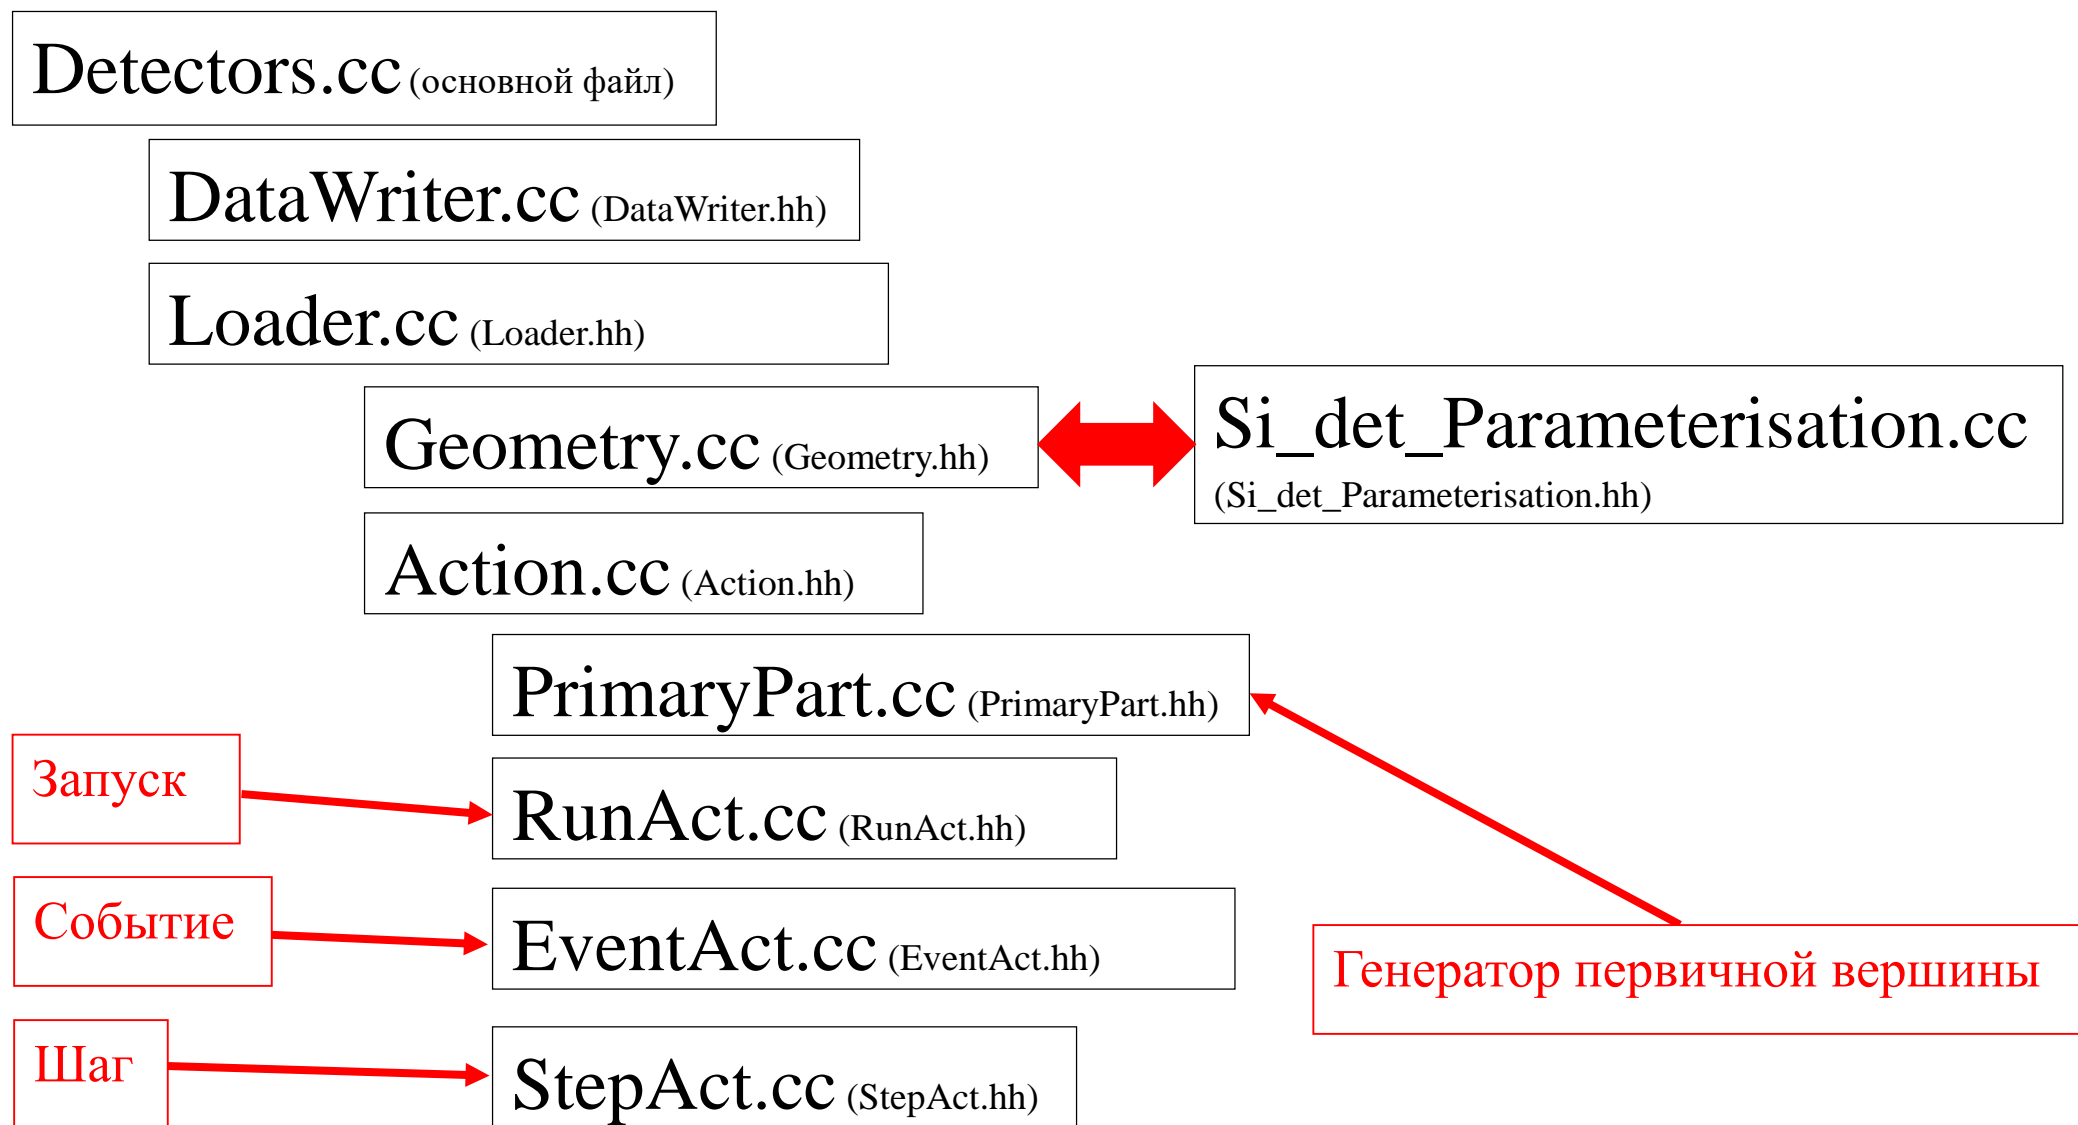 Detectors.cc (основной файл)
DataWriter.cc (DataWriter.hh)
Loader.cc (Loader.hh)
Geometry.cc (Geometry.hh)
Si_det_Parameterisation.cc
(Si_det_Parameterisation.hh)
Action.cc (Action.hh)
PrimaryPart.cc (PrimaryPart.hh)
Запуск
RunAct.cc (RunAct.hh)
Событие
EventAct.cc (EventAct.hh)
Генератор первичной вершины
Шаг
StepAct.cc (StepAct.hh)